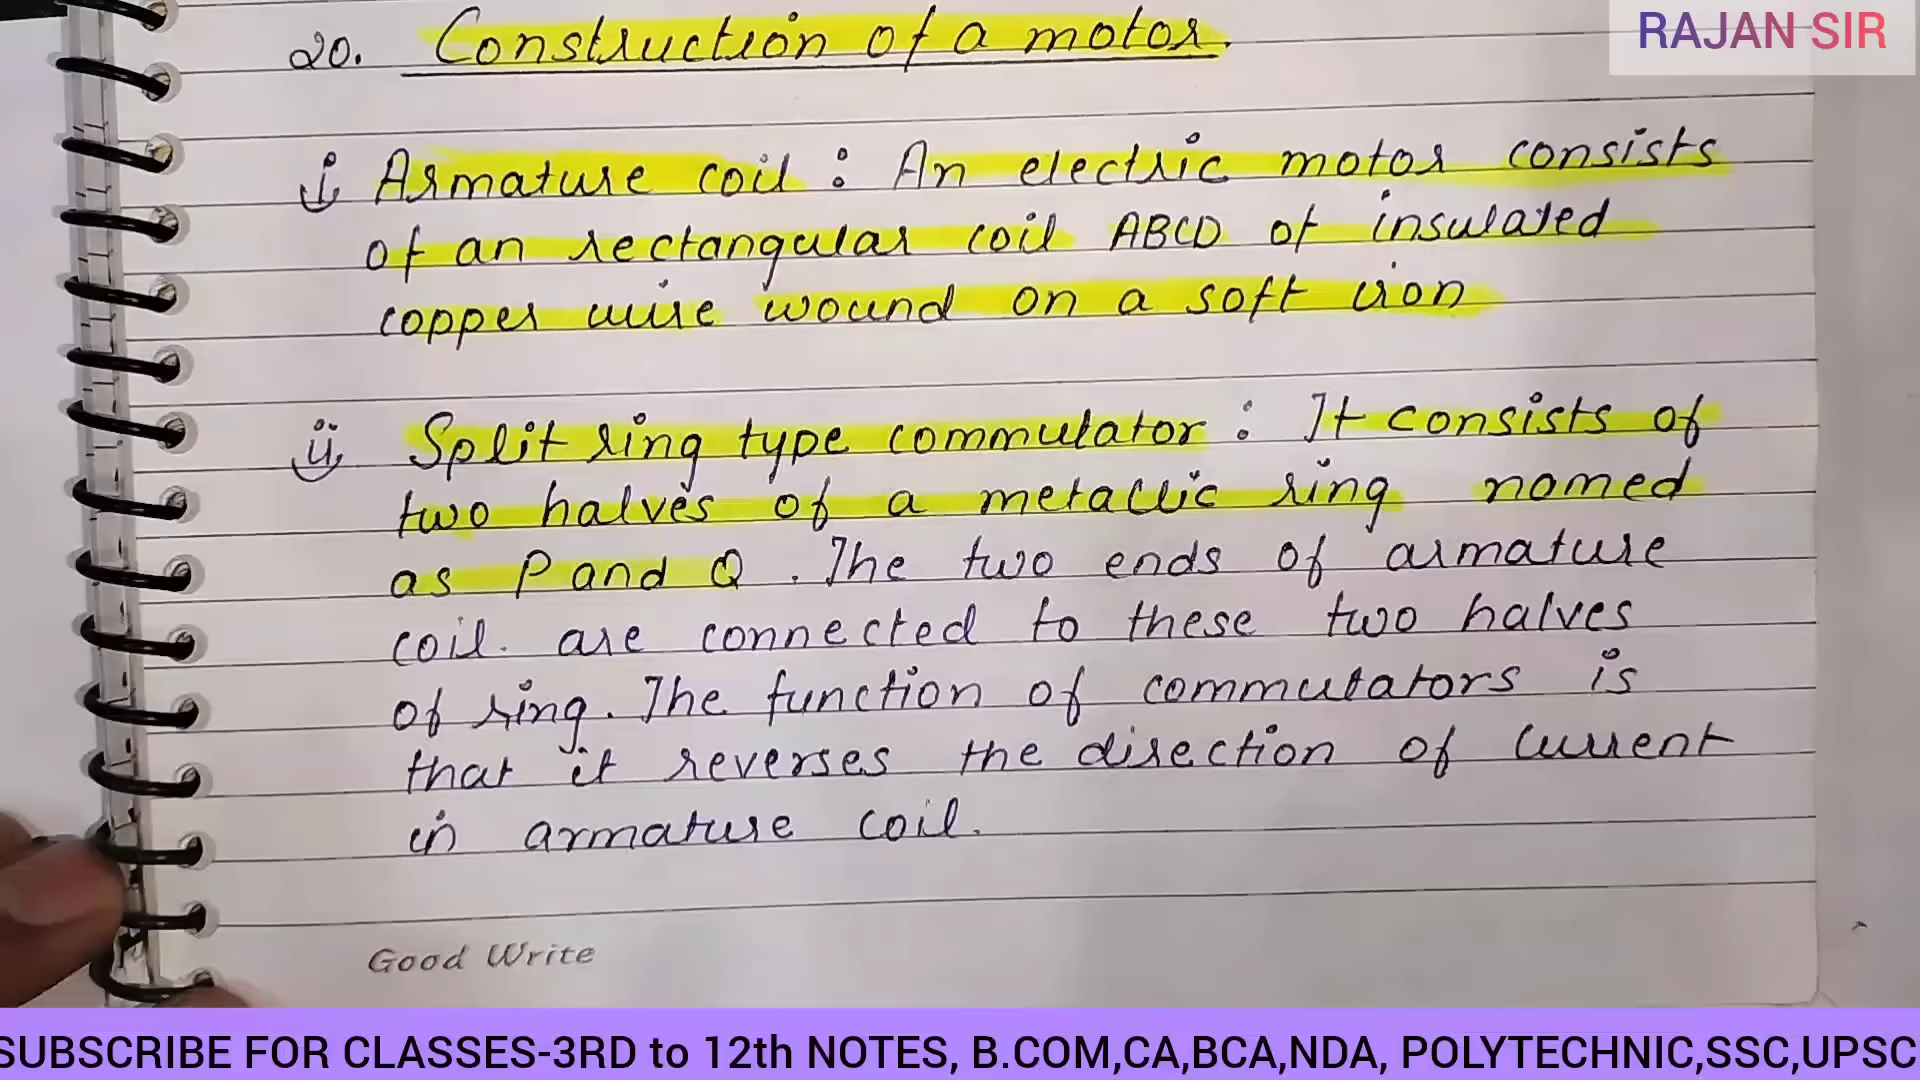 RAJAN SIR
20. Construction of a motor.
i) Armature coil : An electric motor consists
of an rectangular coil ABCD of insulated
copper wire wound on a soft iron
ii) Split ring type commutator : It consists of
two halves of a metallic ring named
as P and Q. The two ends of armature
coil. are connected to these two halves
of ring. The function of commutators is
that it reverses the direction of current
in armature coil.
Good Write
SUBSCRIBE FOR CLASSES-3RD to 12th NOTES, B.COM,CA,BCA,NDA, POLYTECHNIC,SSC,UPSC